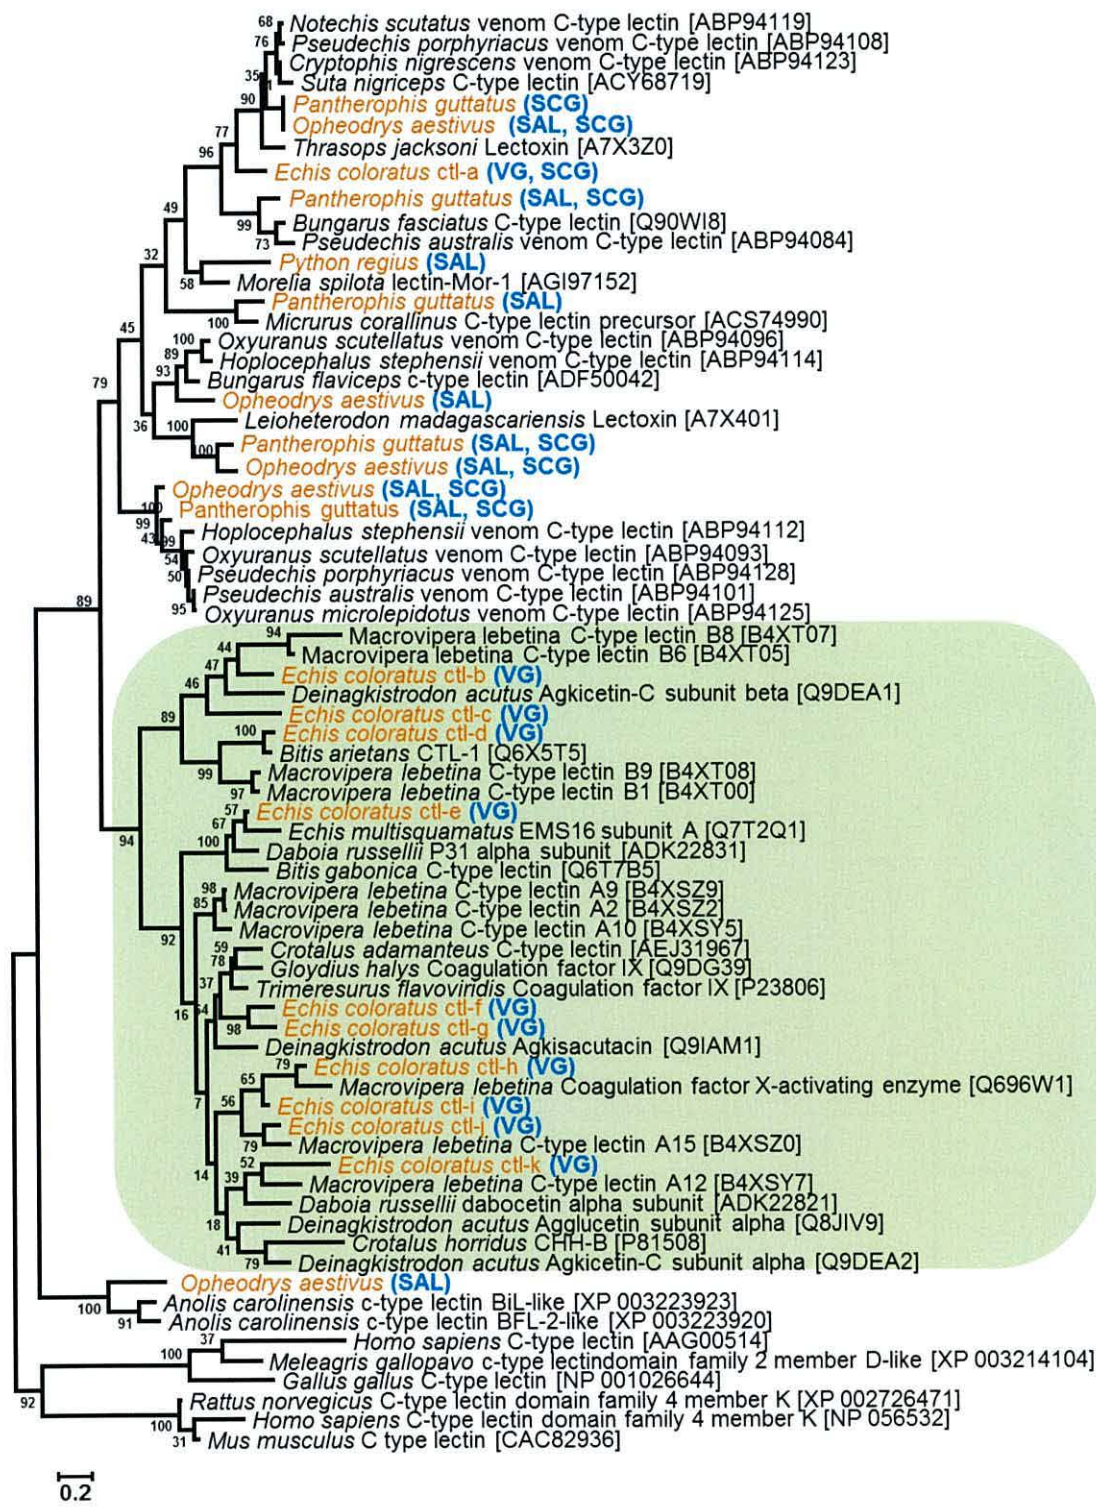 68 Notechis scutatus venom C-type lectin [ABP94119]
76 Pseudechis porphyriacus venom C-type lectin [ABP94108]
Cryptophis nigrescens venom C-type lectin [ABP94123]
35 Suta nigriceps C-type lectin [ACY68719]
90 Pantherophis guttatus (SCG)
Opheodrys aestivus (SAL, SCG)
77 Thrasops jacksoni Lectoxin [A7X3Z0]
96 Echis coloratus ctl-a (VG, SCG)
Pantherophis guttatus (SAL, SCG)
49 99 Bungarus fasciatus C-type lectin [Q90WI8]
73 Pseudechis australis venom C-type lectin [ABP94084]
32 Python regius (SAL)
58 Morelia spilota lectin-Mor-1 [AGI97152]
Pantherophis guttatus (SAL)
100 Micrurus corallinus C-type lectin precursor [ACS74990]
45 100 Oxyuranus scutellatus venom C-type lectin [ABP94096]
89 Hoplocephalus stephensii venom C-type lectin [ABP94114]
93 Bungarus flaviceps c-type lectin [ADF50042]
79 Opheodrys aestivus (SAL)
36 100 Leioheterodon madagascariensis Lectoxin [A7X401]
100 Pantherophis guttatus (SAL, SCG)
Opheodrys aestivus (SAL, SCG)
Opheodrys aestivus (SAL, SCG)
100 Pantherophis guttatus (SAL, SCG)
99 43 99 Hoplocephalus stephensii venom C-type lectin [ABP94112]
54 Oxyuranus scutellatus venom C-type lectin [ABP94093]
50 Pseudechis porphyriacus venom C-type lectin [ABP94128]
Pseudechis australis venom C-type lectin [ABP94101]
89 95 Oxyuranus microlepidotus venom C-type lectin [ABP94125]
94 Macrovipera lebetina C-type lectin B8 [B4XT07]
44 Macrovipera lebetina C-type lectin B6 [B4XT05]
47 Echis coloratus ctl-b (VG)
46 Deinagkistrodon acutus Agkicetin-C subunit beta [Q9DEA1]
89 Echis coloratus ctl-c (VG)
100 Echis coloratus ctl-d (VG)
Bitis arietans CTL-1 [Q6X5T5]
99 Macrovipera lebetina C-type lectin B9 [B4XT08]
97 Macrovipera lebetina C-type lectin B1 [B4XT00]
57 Echis coloratus ctl-e (VG)
67 Echis multisquamatus EMS16 subunit A [Q7T2Q1]
94 100 Daboia russellii P31 alpha subunit [ADK22831]
Bitis gabonica C-type lectin [Q6T7B5]
98 Macrovipera lebetina C-type lectin A9 [B4XSZ9]
85 Macrovipera lebetina C-type lectin A2 [B4XSZ2]
92 Macrovipera lebetina C-type lectin A10 [B4XSY5]
59 Crotalus adamanteus C-type lectin [AEJ31967]
78 Gloydius halys Coagulation factor IX [Q9DG39]
37 Trimeresurus flavoviridis Coagulation factor IX [P23806]
16 Echis coloratus ctl-f (VG)
98 Echis coloratus ctl-g (VG)
Deinagkistrodon acutus Agkisacutacin [Q9IAM1]
79 Echis coloratus ctl-h (VG)
65 Macrovipera lebetina Coagulation factor X-activating enzyme [Q696W1]
7 56 Echis coloratus ctl-i (VG)
Echis coloratus ctl-j (VG)
79 Macrovipera lebetina C-type lectin A15 [B4XSZ0]
14 52 Echis coloratus ctl-k (VG)
39 Macrovipera lebetina C-type lectin A12 [B4XSY7]
Daboia russellii dabocetin alpha subunit [ADK22821]
18 Deinagkistrodon acutus Agglucetin subunit alpha [Q8JIV9]
41 Crotalus horridus CHH-B [P81508]
79 Deinagkistrodon acutus Agkicetin-C subunit alpha [Q9DEA2]
Opheodrys aestivus (SAL)
100 Anolis carolinensis c-type lectin BiL-like [XP 003223923]
91 Anolis carolinensis c-type lectin BFL-2-like [XP 003223920]
37 Homo sapiens C-type lectin [AAG00514]
100 Meleagris gallopavo c-type lectindomain family 2 member D-like [XP 003214104]
Gallus gallus C-type lectin [NP 001026644]
92 Rattus norvegicus C-type lectin domain family 4 member K [XP 002726471]
100 Homo sapiens C-type lectin domain family 4 member K [NP 056532]
31 Mus musculus C type lectin [CAC82936]
0.2